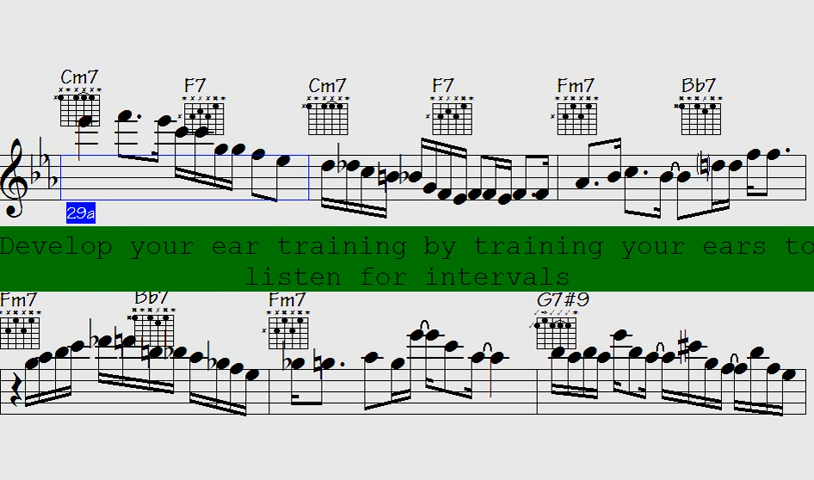 Cm7 F7 Cm7 F7 Fm7 Bb7
29a
Develop your ear training by training your ears to
listen for intervals
Fm7 Bb7 Fm7 G7#9